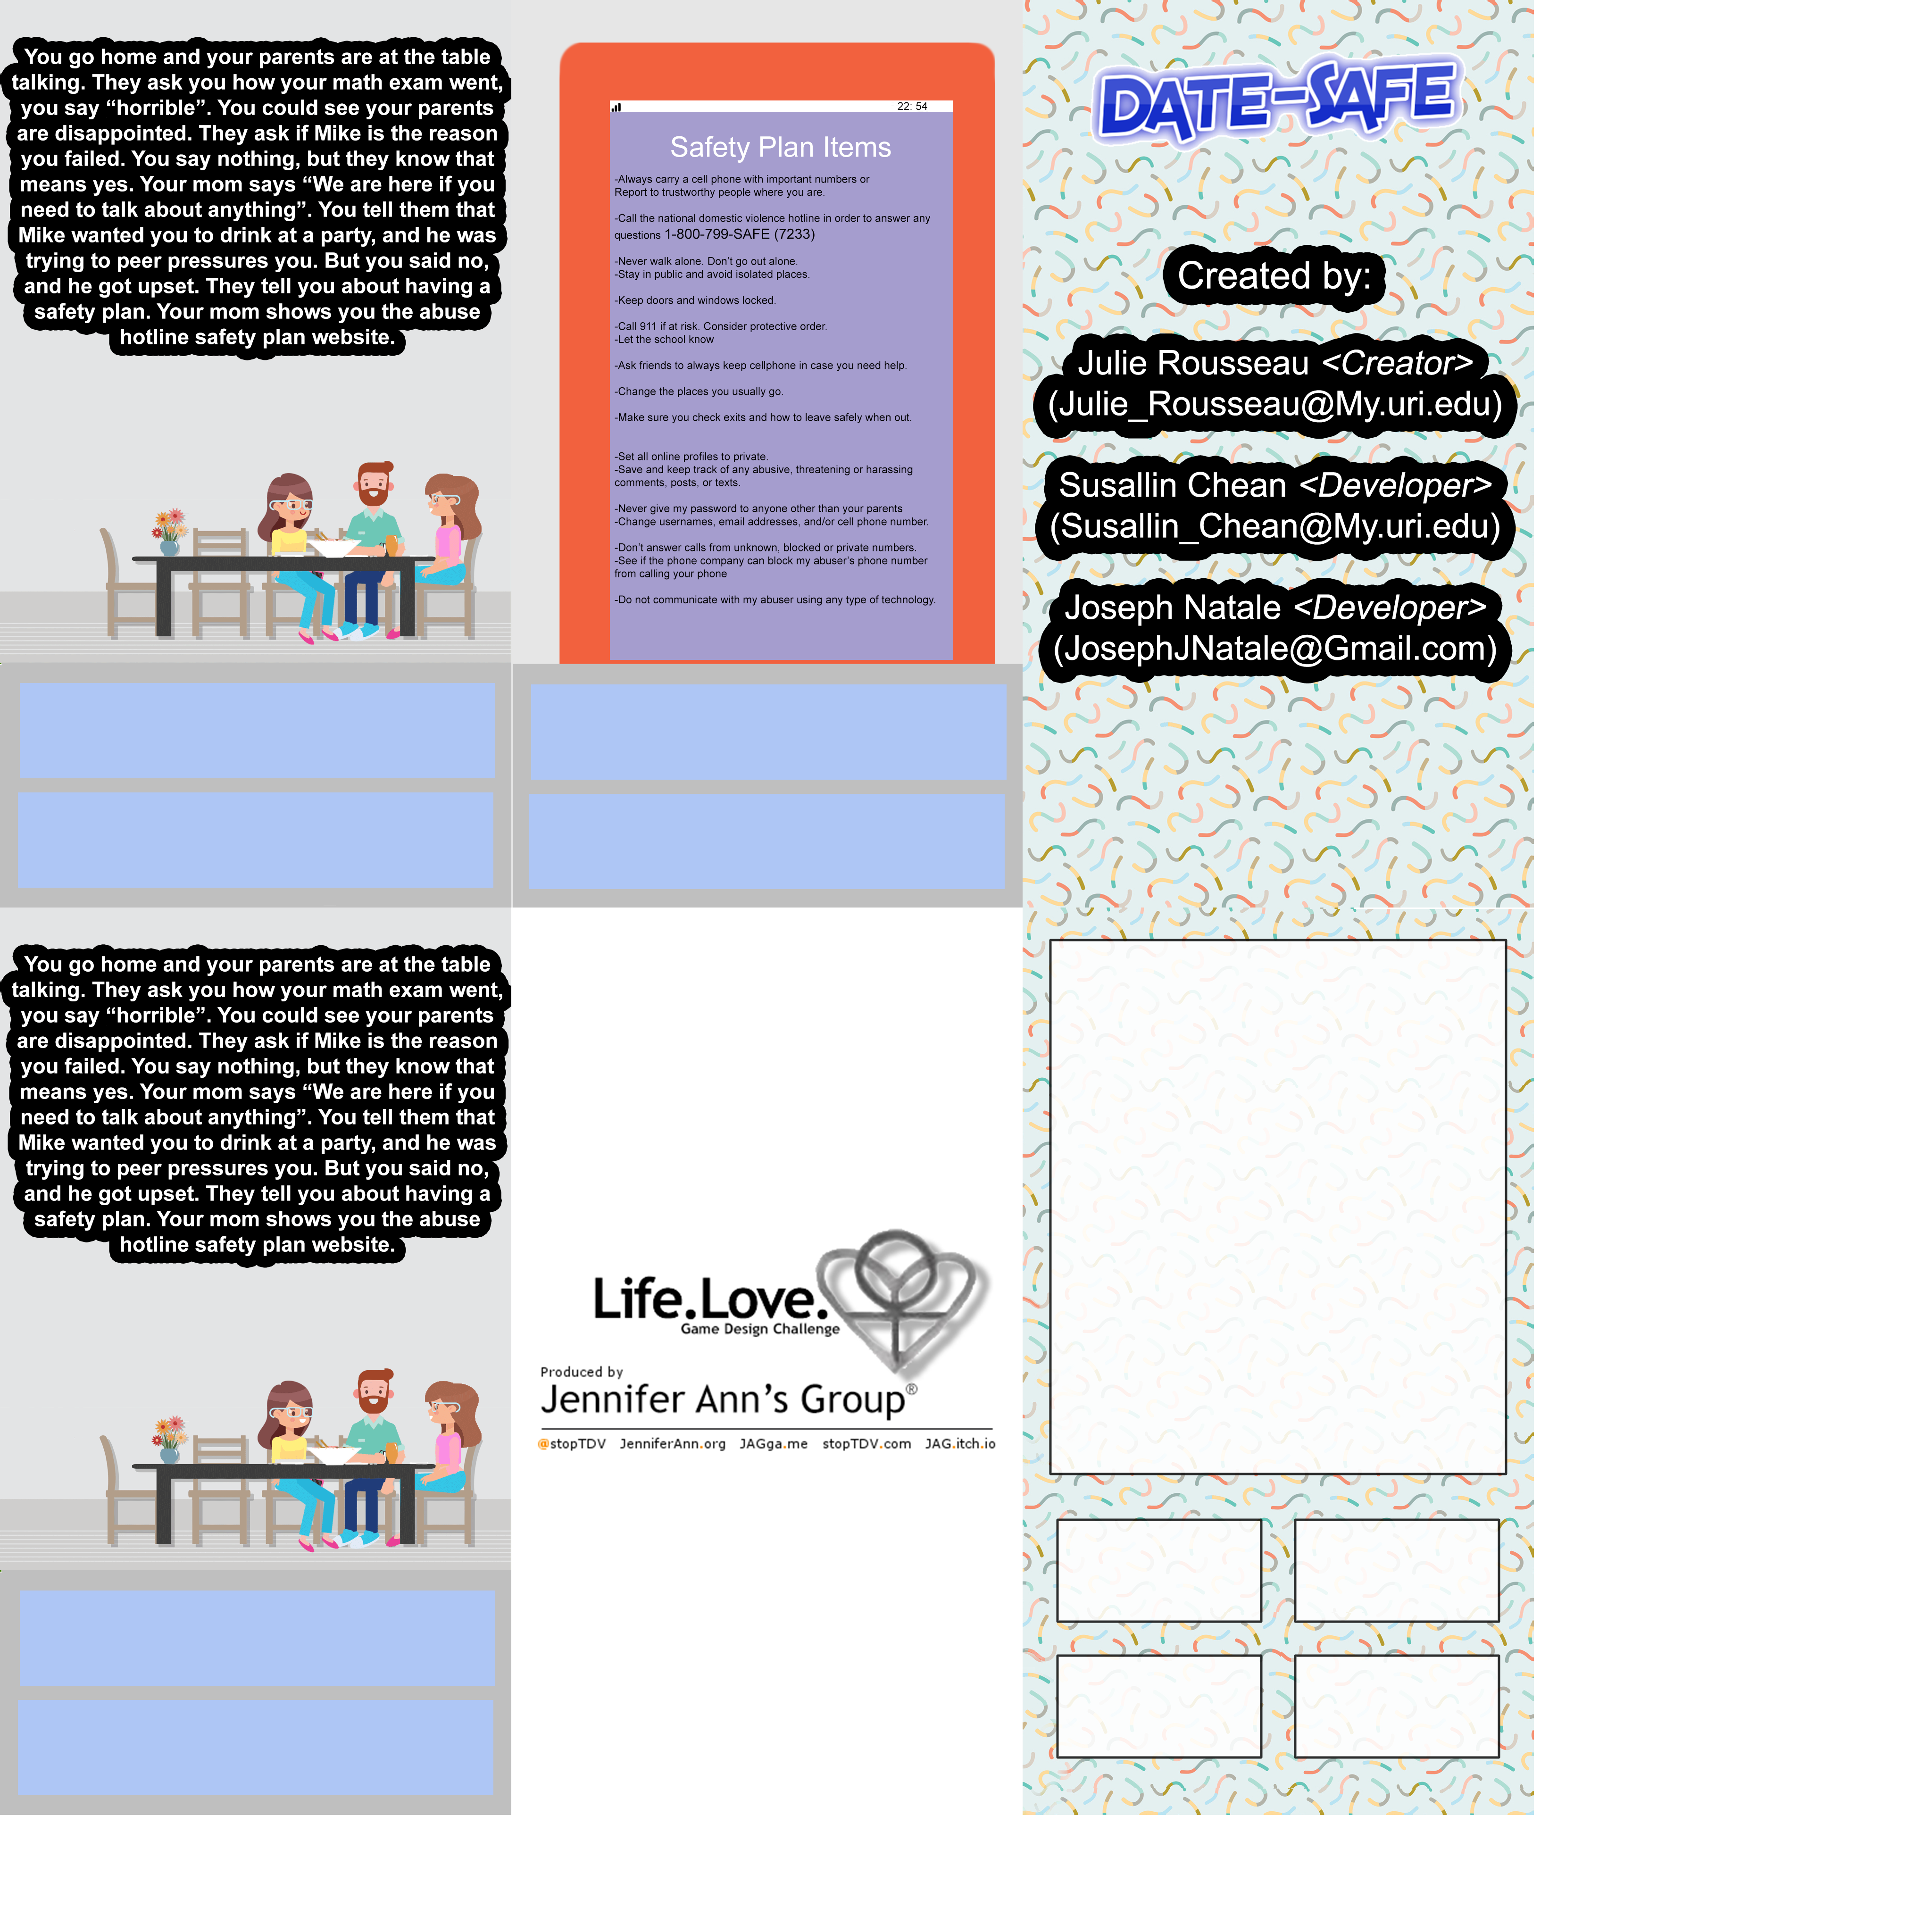 You go home and your parents are at the table
talking. They ask you how your math exam went,
you say “horrible”. You could see your parents
are disappointed. They ask if Mike is the reason
you failed. You say nothing, but they know that
means yes. Your mom says “We are here if you
need to talk about anything”. You tell them that
Mike wanted you to drink at a party, and he was
trying to peer pressures you. But you said no,
and he got upset. They tell you about having a
safety plan. Your mom shows you the abuse
hotline safety plan website.
22: 54
Safety Plan Items
-Always carry a cell phone with important numbers or
Report to trustworthy people where you are.
-Call the national domestic violence hotline in order to answer any
questions 1-800-799-SAFE (7233)
-Never walk alone. Don’t go out alone.
-Stay in public and avoid isolated places.
-Keep doors and windows locked.
-Call 911 if at risk. Consider protective order.
-Let the school know
-Ask friends to always keep cellphone in case you need help.
-Change the places you usually go.
-Make sure you check exits and how to leave safely when out.
-Set all online profiles to private.
-Save and keep track of any abusive, threatening or harassing
comments, posts, or texts.
-Never give my password to anyone other than your parents
-Change usernames, email addresses, and/or cell phone number.
-Don’t answer calls from unknown, blocked or private numbers.
-See if the phone company can block my abuser’s phone number
from calling your phone
-Do not communicate with my abuser using any type of technology.
DATE-SAFE
Created by:
Julie Rousseau <Creator>
(Julie_Rousseau@My.uri.edu)
Susallin Chean <Developer>
(Susallin_Chean@My.uri.edu)
Joseph Natale <Developer>
(JosephJNatale@Gmail.com)
You go home and your parents are at the table
talking. They ask you how your math exam went,
you say “horrible”. You could see your parents
are disappointed. They ask if Mike is the reason
you failed. You say nothing, but they know that
means yes. Your mom says “We are here if you
need to talk about anything”. You tell them that
Mike wanted you to drink at a party, and he was
trying to peer pressures you. But you said no,
and he got upset. They tell you about having a
safety plan. Your mom shows you the abuse
hotline safety plan website.
Life.Love.
Game Design Challenge
Produced by
Jennifer Ann’s Group®
@stopTDV JenniferAnn.org JAGga.me stopTDV.com JAG.itch.io